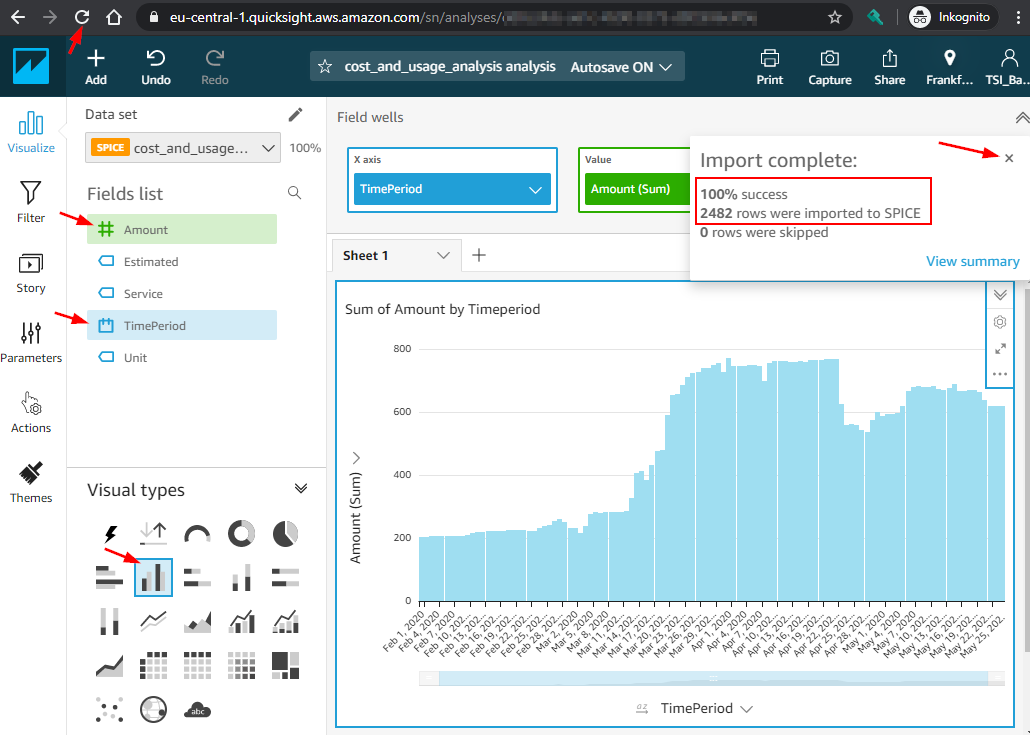 eu-central-1.quicksight.aws.amazon.com/sn/analyses/
Inkognito
Add
Undo
Redo
cost_and_usage_analysis analysis
Autosave ON
Print
Capture
Share
Frankf...
TSI_Ba...
Visualize
Filter
Story
Parameters
Actions
Themes
Data set
SPICE cost_and_usage... 100%
Fields list
Amount
Estimated
Service
TimePeriod
Unit
Visual types
abc
Field wells
X axis
TimePeriod
Value
Amount (Sum)
Import complete:
100% success
2482 rows were imported to SPICE
0 rows were skipped
View summary
Sheet 1
Sum of Amount by Timeperiod
Amount (Sum)
800
600
400
200
0
Feb 1, 2020
Feb 4, 2020
Feb 7, 2020
Feb 10, 202...
Feb 13, 202...
Feb 16, 202...
Feb 19, 202...
Feb 22, 202...
Feb 25, 202...
Feb 28, 202...
Mar 2, 2020
Mar 5, 2020
Mar 8, 2020
Mar 11, 202...
Mar 14, 202...
Mar 17, 202...
Mar 20, 202...
Mar 23, 202...
Mar 26, 202...
Mar 29, 202...
Apr 1, 2020
Apr 4, 2020
Apr 7, 2020
Apr 10, 202...
Apr 13, 202...
Apr 16, 202...
Apr 19, 202...
Apr 22, 202...
Apr 25, 202...
Apr 28, 202...
May 1, 2020
May 4, 2020
May 7, 2020
May 10, 202...
May 13, 202...
May 16, 202...
May 19, 202...
May 22, 202...
May 25, 202...
TimePeriod